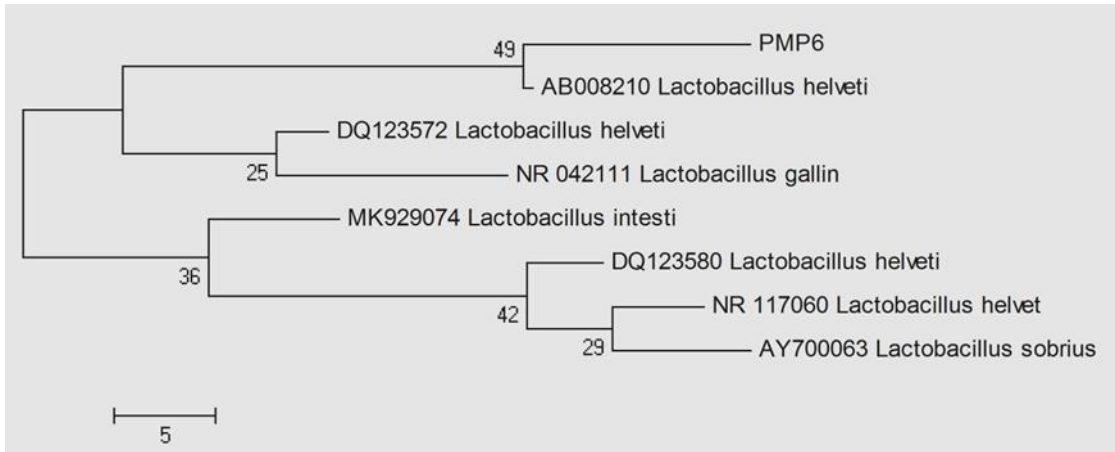 49
PMP6
AB008210 Lactobacillus helveti
DQ123572 Lactobacillus helveti
25
NR 042111 Lactobacillus gallin
MK929074 Lactobacillus intesti
36
DQ123580 Lactobacillus helveti
42
NR 117060 Lactobacillus helvet
29
AY700063 Lactobacillus sobrius
5